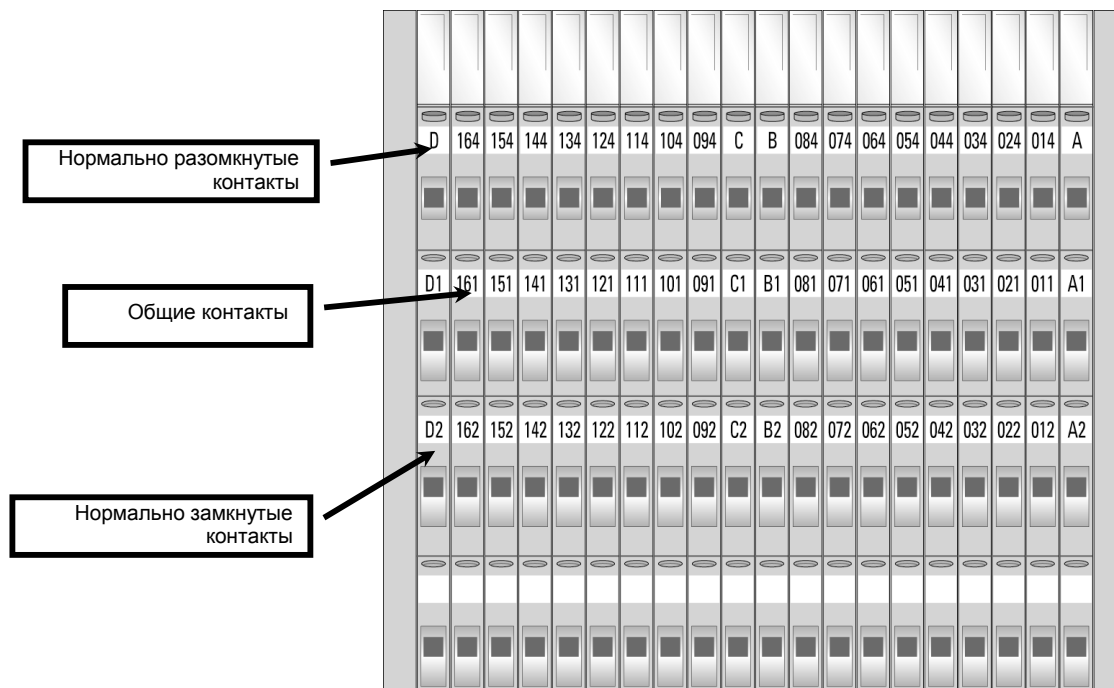 D 164 154 144 134 124 114 104 094 C B 084 074 064 054 044 034 024 014 A
Нормально разомкнутые
контакты
D1 161 151 141 131 121 111 101 091 C1 B1 081 071 061 051 041 031 021 011 A1
Общие контакты
D2 162 152 142 132 122 112 102 092 C2 B2 082 072 062 052 042 032 022 012 A2
Нормально замкнутые
контакты